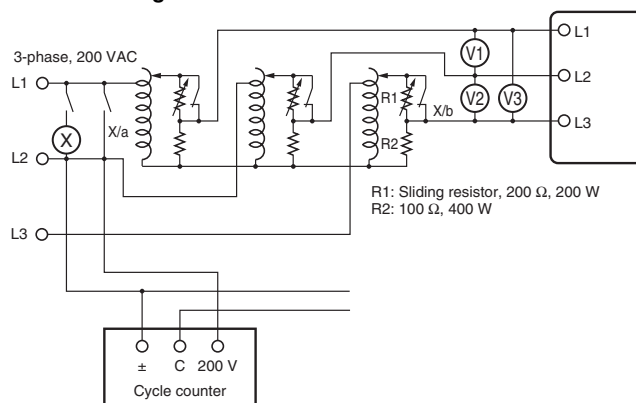 3-phase, 200 VAC
L1
L2
L3
X
X/a
R1
R2
X/b
V1
V2
V3
L1
L2
L3
R1: Sliding resistor, 200 Ω, 200 W
R2: 100 Ω, 400 W
± C 200 V
Cycle counter